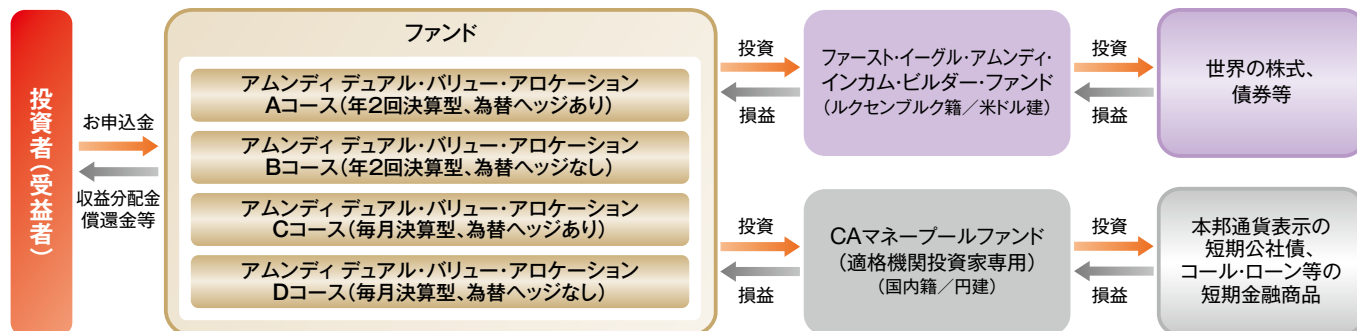 投資者(受益者)
お申込金
収益分配金
償還金等
ファンド
アムンディ デュアル・バリュー・アロケーション
Aコース(年2回決算型、為替ヘッジあり)
アムンディ デュアル・バリュー・アロケーション
Bコース(年2回決算型、為替ヘッジなし)
アムンディ デュアル・バリュー・アロケーション
Cコース(毎月決算型、為替ヘッジあり)
アムンディ デュアル・バリュー・アロケーション
Dコース(毎月決算型、為替ヘッジなし)
投資
損益
ファースト・イーグル・アムンディ・
インカム・ビルダー・ファンド
(ルクセンブルク籍/米ドル建)
投資
損益
世界の株式、
債券等
投資
損益
CAマネープールファンド
(適格機関投資家専用)
(国内籍/円建)
投資
損益
本邦通貨表示の
短期公社債、
コール・ローン等の
短期金融商品